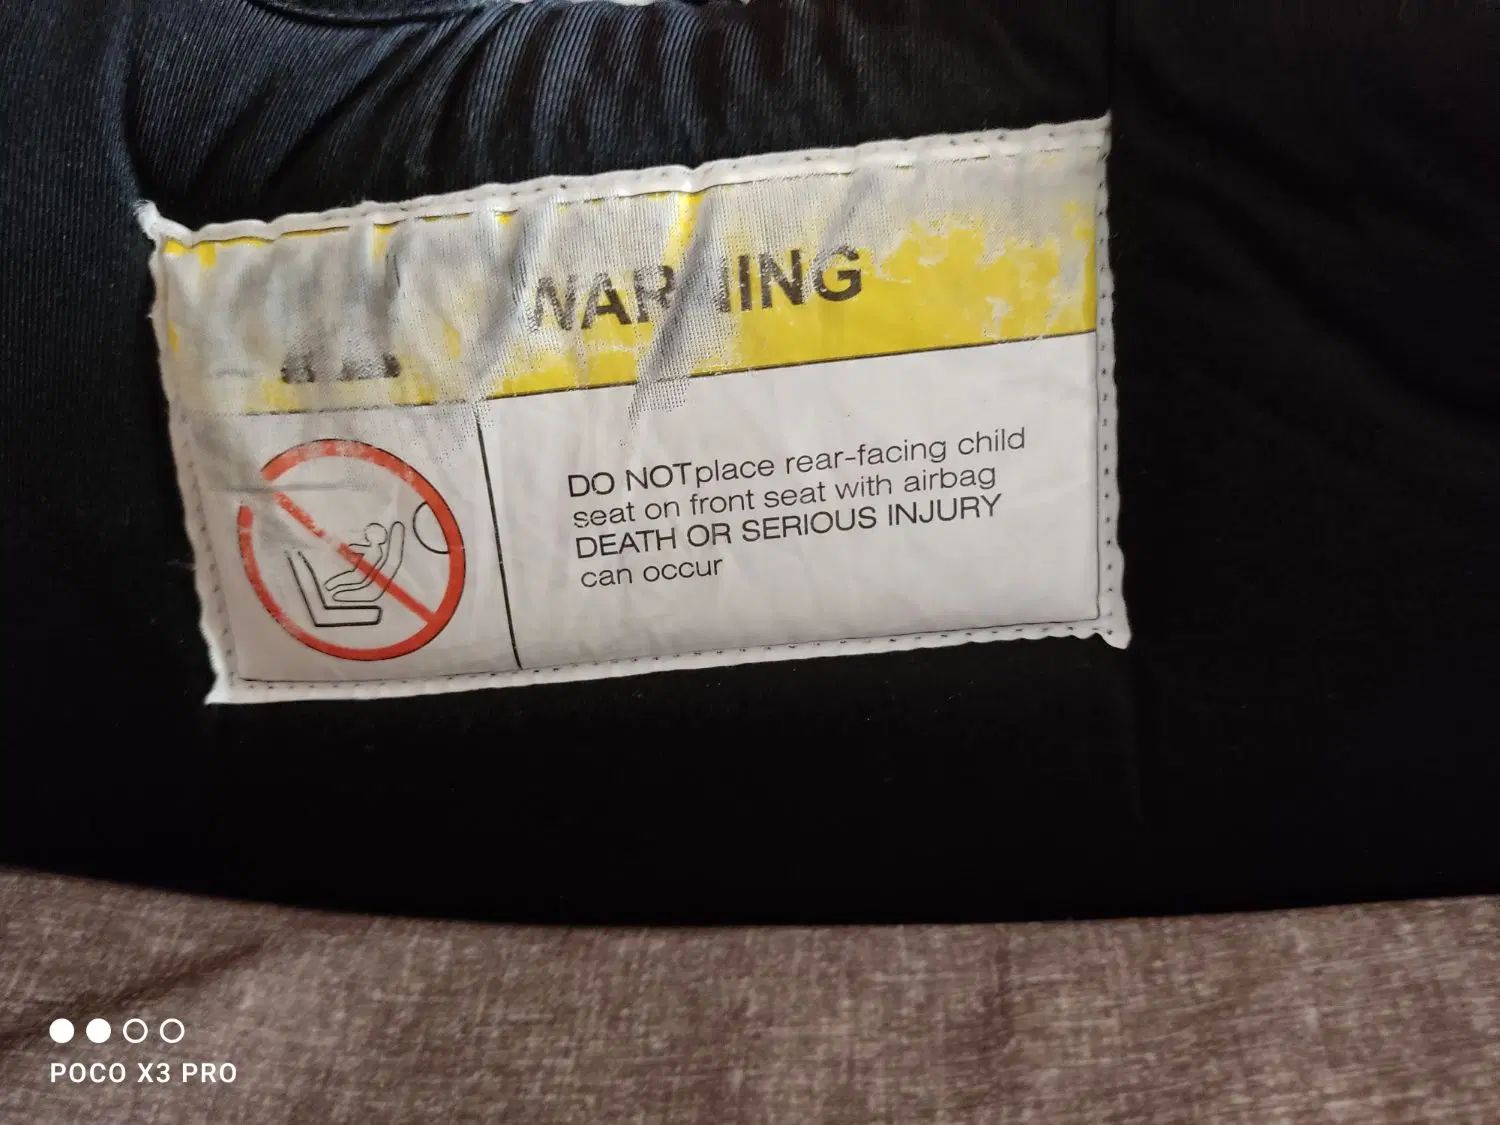 WARNING
DO NOT place rear-facing child
seat on front seat with airbag
DEATH OR SERIOUS INJURY
can occur
POCO X3 PRO